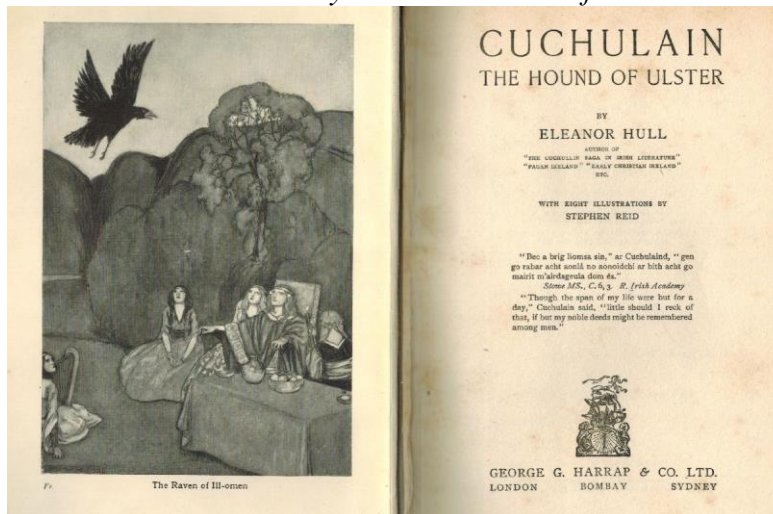 Fr.
The Raven of Ill-omen
CUCHULAIN
THE HOUND OF ULSTER
BY
ELEANOR HULL
AUTHOR OF
"THE CUCHULLIN SAGA IN IRISH LITERATURE"
"PAGAN IRELAND" "EARLY CHRISTIAN IRELAND"
ETC.
WITH EIGHT ILLUSTRATIONS BY
STEPHEN REID
"Bec a brig liomsa sin," ar Cuchulaind, "gen
go rabar acht aonlá no aonoidchi ar bith acht go
mairit m'airdsgeula dom és."
Stowe MS., C. 6, 3. R. Irish Academy
"Though the span of my life were but for a
day," Cuchulain said, "little should I reck of
that, if but my noble deeds might be remembered
among men."
GEORGE G. HARRAP & CO. LTD.
LONDON BOMBAY SYDNEY